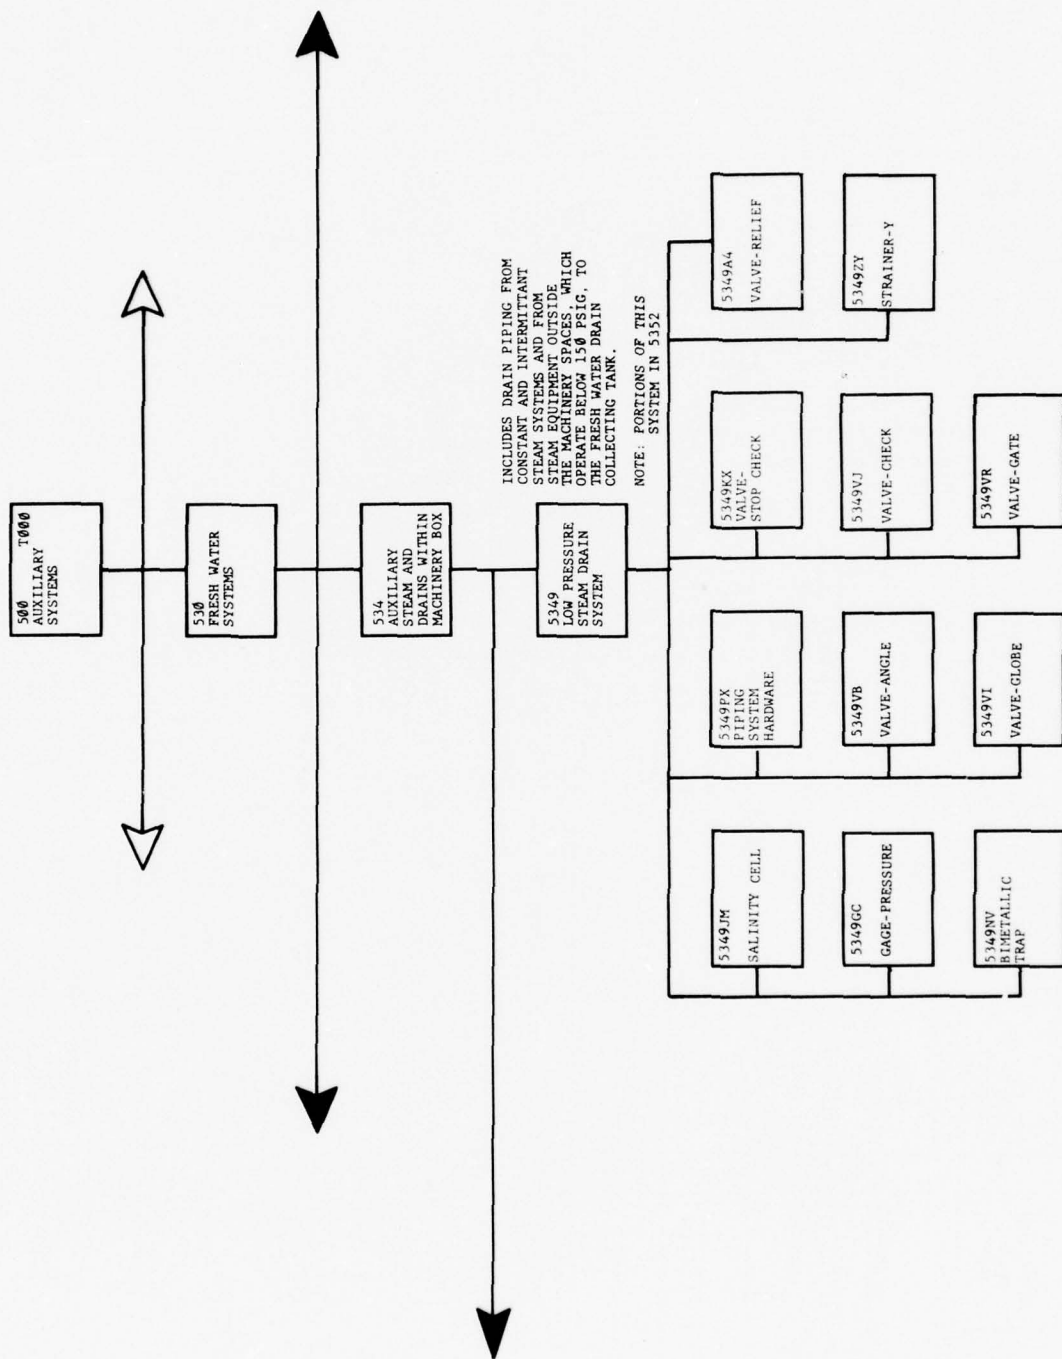 500 T000
AUXILIARY
SYSTEMS
530
FRESH WATER
SYSTEMS
534
AUXILIARY
STEAM AND
DRAINS WITHIN
MACHINERY BOX
5349
LOW PRESSURE
STEAM DRAIN
SYSTEM
INCLUDES DRAIN PIPING FROM
CONSTANT AND INTERMITTANT
STEAM SYSTEMS AND FROM
STEAM EQUIPMENT OUTSIDE
THE MACHINERY SPACES, WHICH
OPERATE BELOW 150 PSIG, TO
THE FRESH WATER DRAIN
COLLECTING TANK.
NOTE: PORTIONS OF THIS
SYSTEM IN 5352
5349JM
SALINITY CELL
5349PX
PIPING
SYSTEM
HARDWARE
5349KX
VALVE-
STOP CHECK
5349A4
VALVE-RELIEF
5349GC
GAGE-PRESSURE
5349VB
VALVE-ANGLE
5349VJ
VALVE-CHECK
5349ZY
STRAINER-Y
5349NV
BIMETALLIC
TRAP
5349VI
VALVE-GLOBE
5349VR
VALVE-GATE